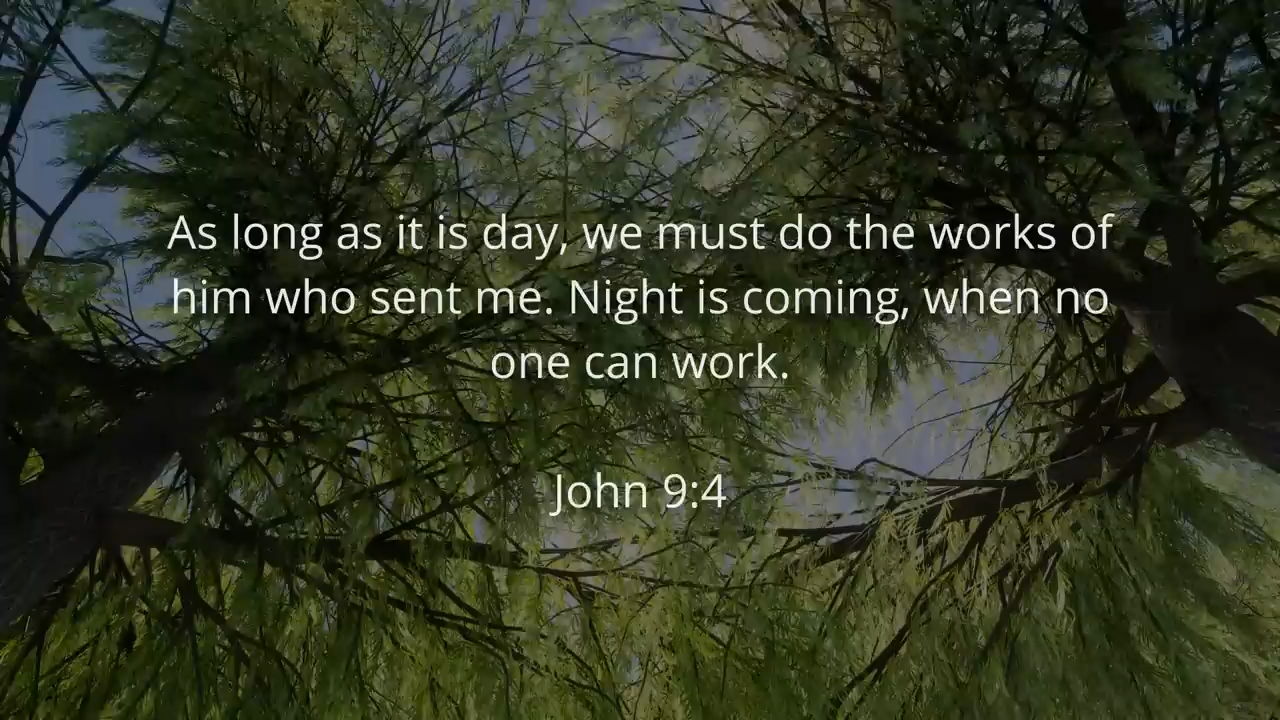 As long as it is day, we must do the works of
him who sent me. Night is coming, when no
one can work.
John 9:4